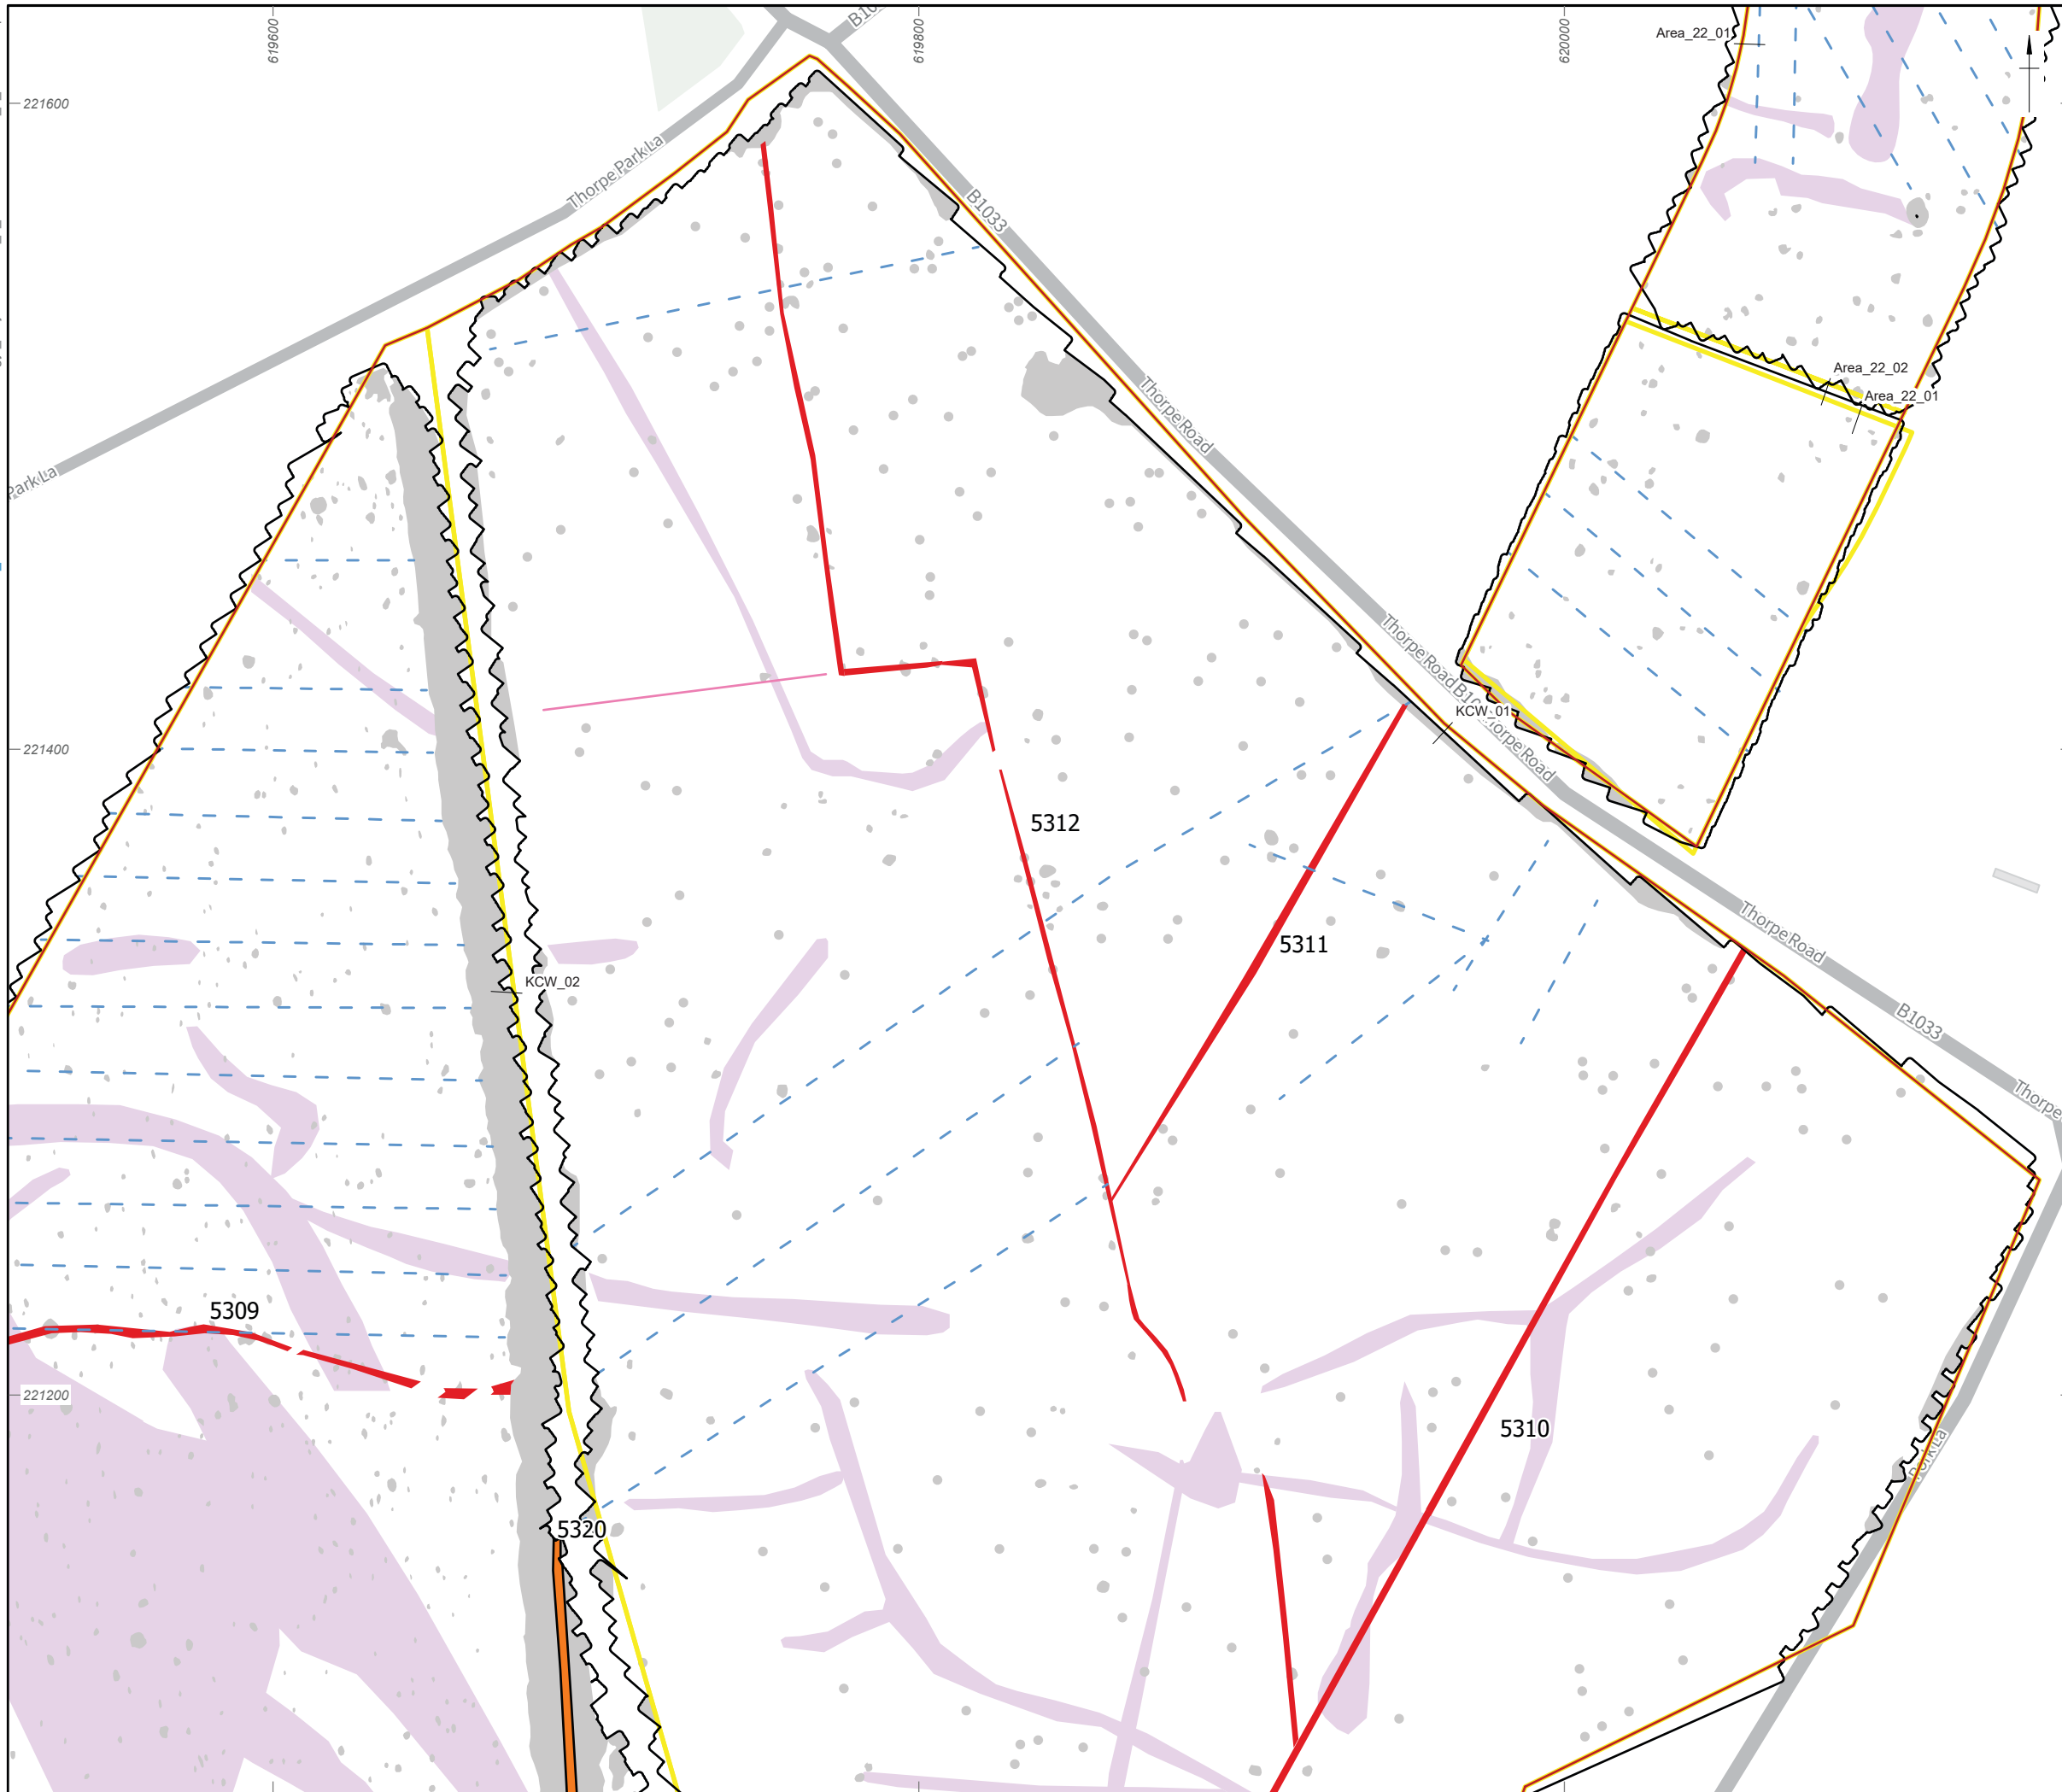 619600
619800
620000
221600
221400
221200
Thorpe Park La
Park La
B1033
Thorpe Road
Thorpe Road
Thorpe Road
Thorpe Road
B1033
Area_22_01
Area_22_02
Area_22_01
KCW_01
KCW_02
5312
5311
5310
5309
5320